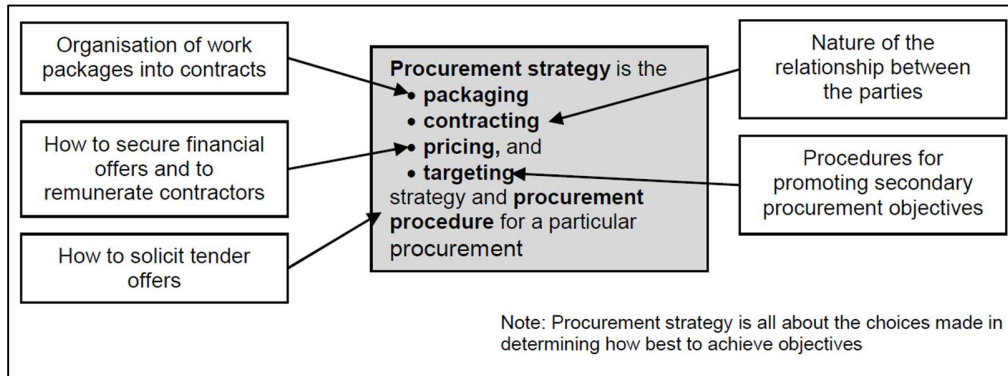 Organisation of work
packages into contracts
How to secure financial
offers and to
remunerate contractors
How to solicit tender
offers
Procurement strategy is the
• packaging
• contracting
• pricing, and
• targeting
strategy and procurement
procedure for a particular
procurement
Nature of the
relationship between
the parties
Procedures for
promoting secondary
procurement objectives
Note: Procurement strategy is all about the choices made in
determining how best to achieve objectives